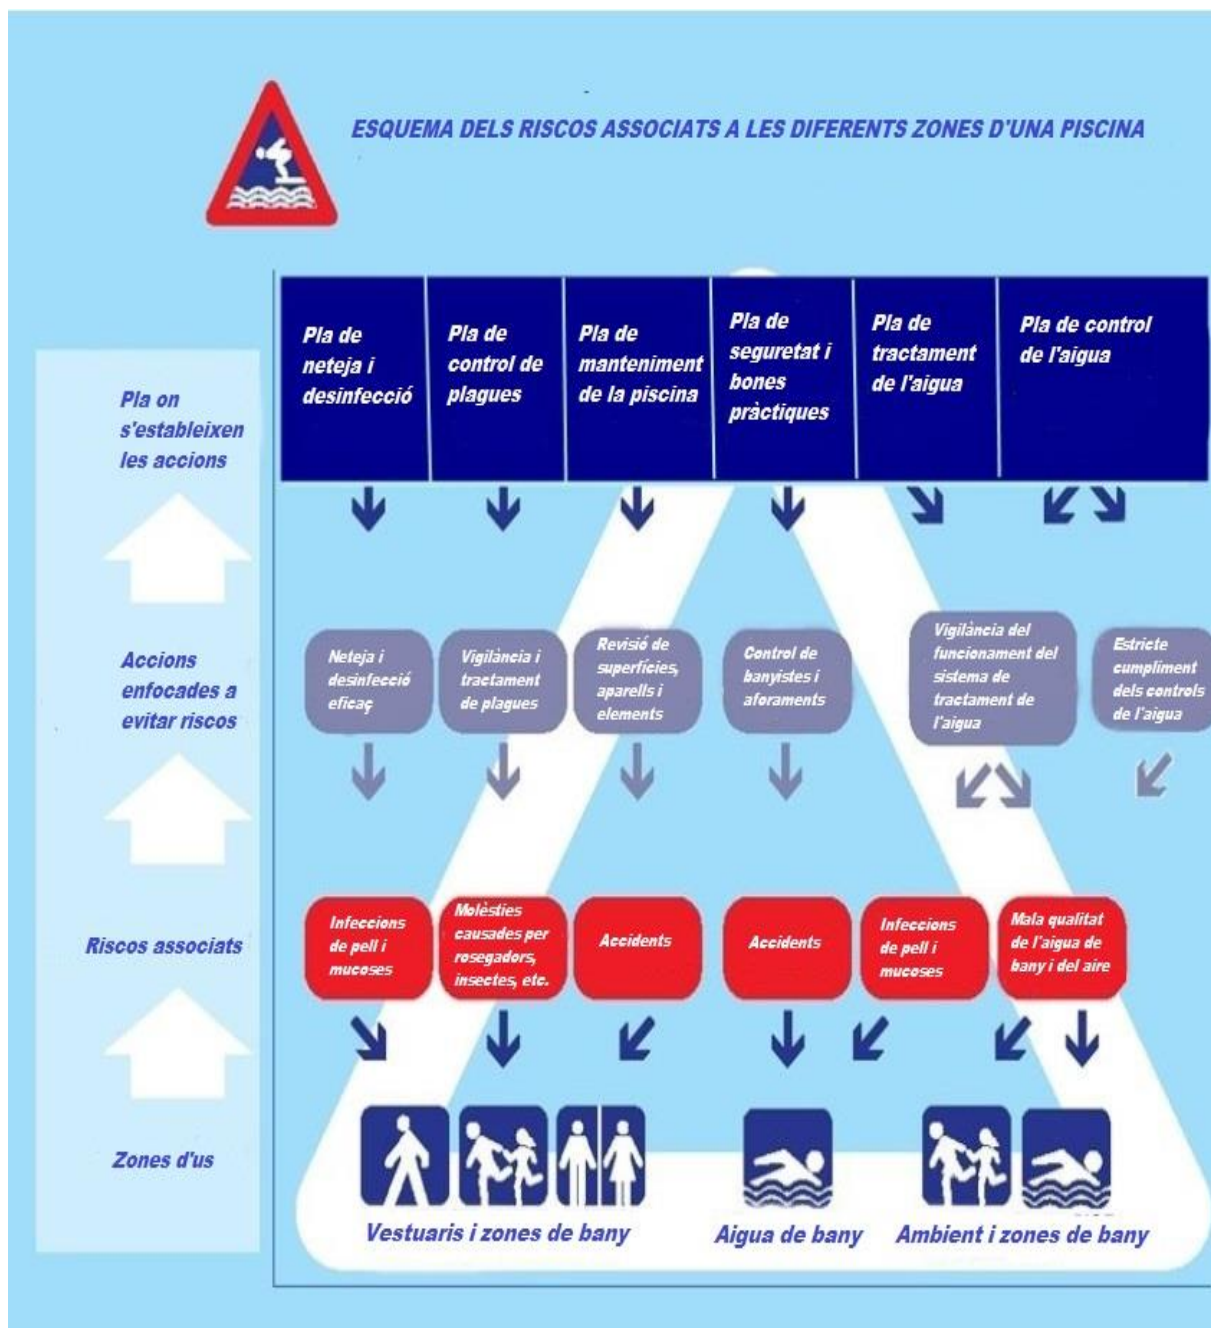 ESQUEMA DELS RISCOS ASSOCIATS A LES DIFERENTS ZONES D'UNA PISCINA
Pla on
s'estableixen
les accions
Pla de
neteja i
desinfecció
Pla de
control de
plagues
Pla de
manteniment
de la piscina
Pla de
seguretat i
bones
pràctiques
Pla de
tractament
de l'aigua
Pla de control
de l'aigua
Accions
enfocades a
evitar riscos
Neteja i
desinfecció
eficaç
Vigilància i
tractament
de plagues
Revisió de
superfícies,
aparells i
elements
Control de
banyistes i
aforaments
Vigilància del
funcionament del
sistema de
tractament de
l'aigua
Estricte
cumpliment
dels controls
de l'aigua
Riscos associats
Infeccions
de pell i
mucoses
Molèsties
causades per
rosegadors,
insectes, etc.
Accidents
Accidents
Infeccions
de pell i
mucoses
Mala qualitat
de l'aigua de
bany i del aire
Zones d'us
Vestuaris i zones de bany
Aigua de bany
Ambient i zones de bany